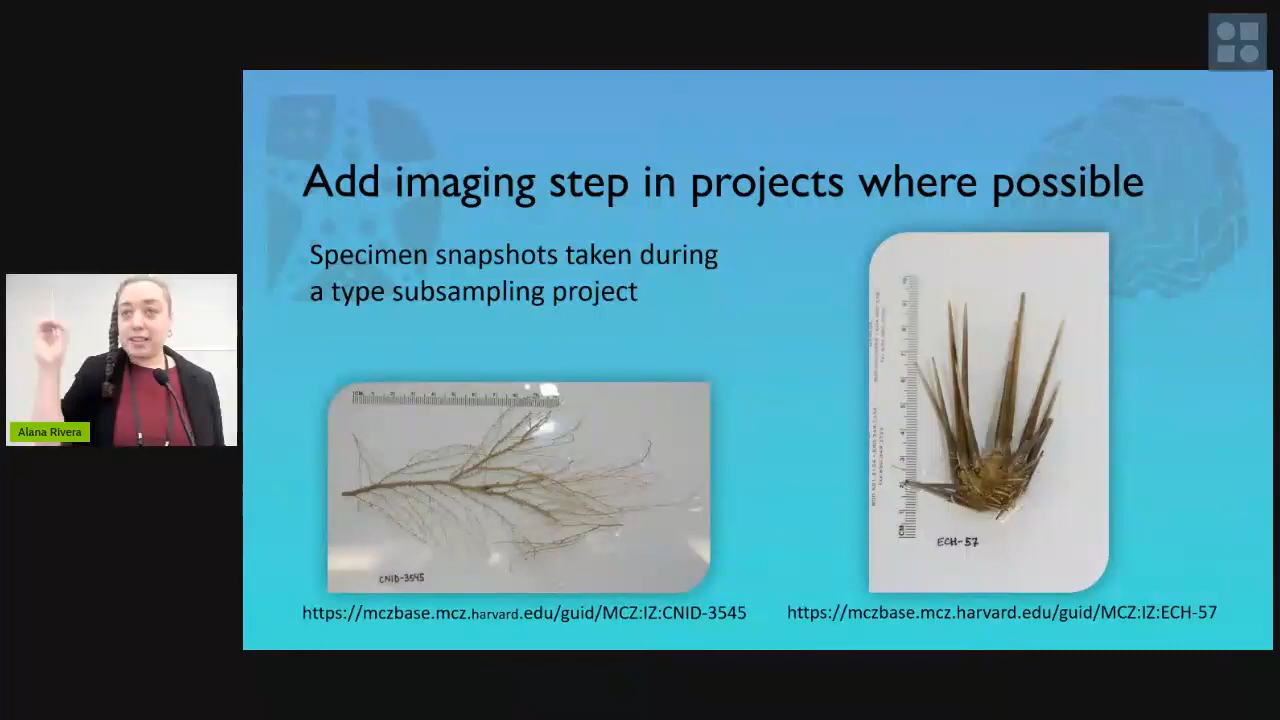 Add imaging step in projects where possible
Specimen snapshots taken during
a type subsampling project
CM
CNID-3545
CM
ECH-57
Alana Rivera
https://mczbase.mcz.harvard.edu/guid/MCZ:IZ:CNID-3545
https://mczbase.mcz.harvard.edu/guid/MCZ:IZ:ECH-57